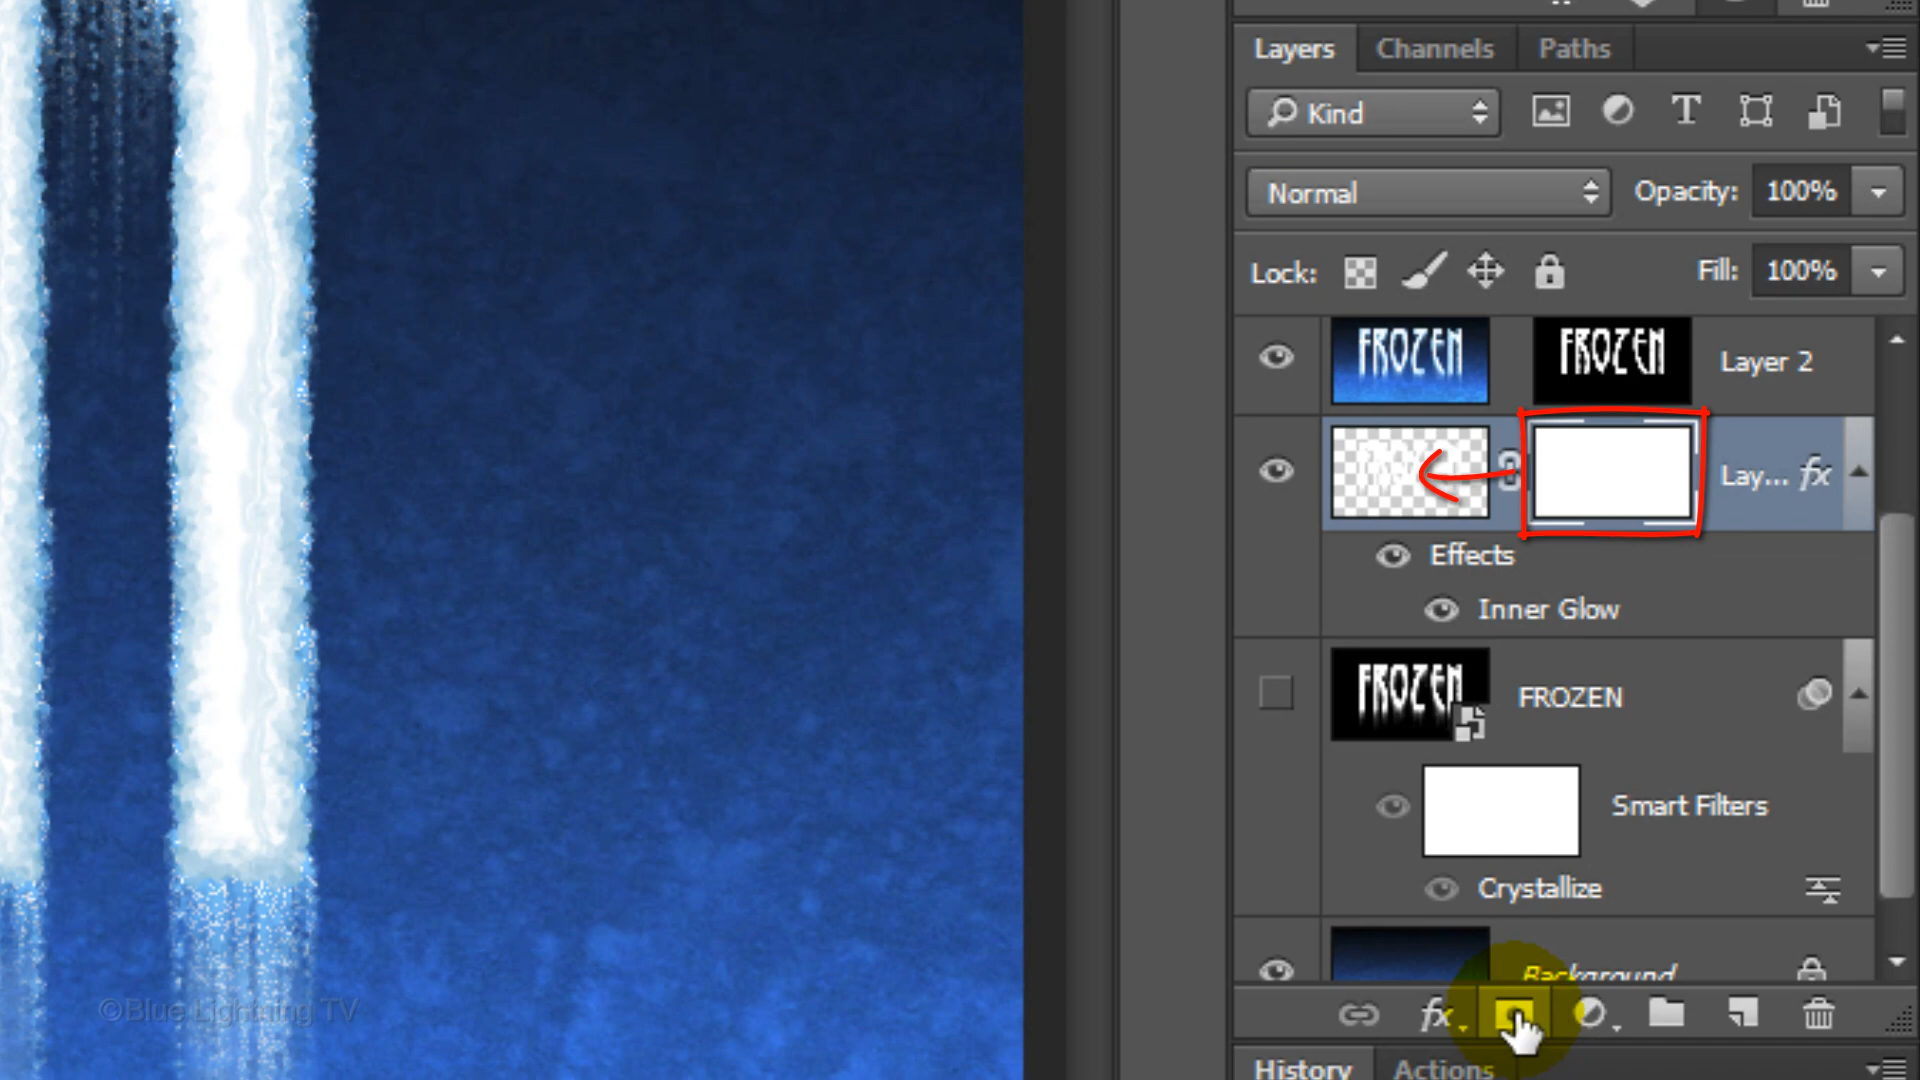 Layers Channels Paths
Kind
T
Normal Opacity: 100%
Lock: Fill: 100%
FROZEN FROZEN Layer 2
Lay... fx
Effects
Inner Glow
FROZEN FROZEN
Smart Filters
Crystallize
Background
fx
©Blue Lightning TV
History Actions